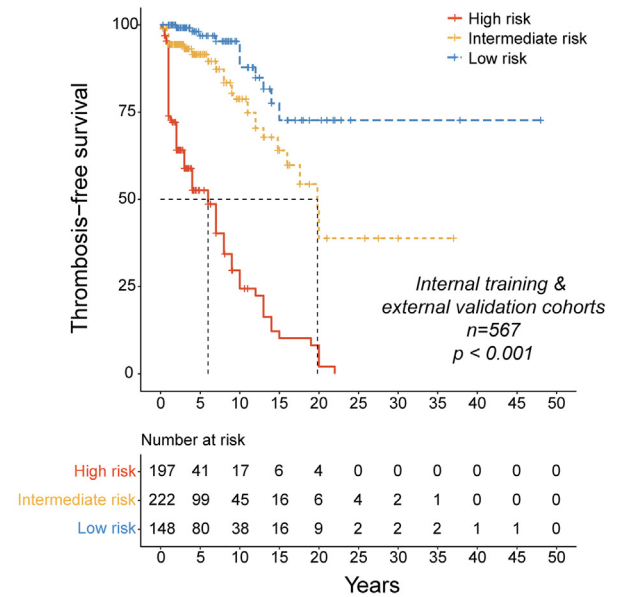 High risk
Intermediate risk
Low risk
Thrombosis-free survival
100
75
50
25
0
Internal training &
external validation cohorts
n=567
p < 0.001
0 5 10 15 20 25 30 35 40 45 50
Number at risk
High risk 197 41 17 6 4 0 0 0 0 0 0
Intermediate risk 222 99 45 16 6 4 2 1 0 0 0
Low risk 148 80 38 16 9 2 2 2 1 1 0
0 5 10 15 20 25 30 35 40 45 50
Years